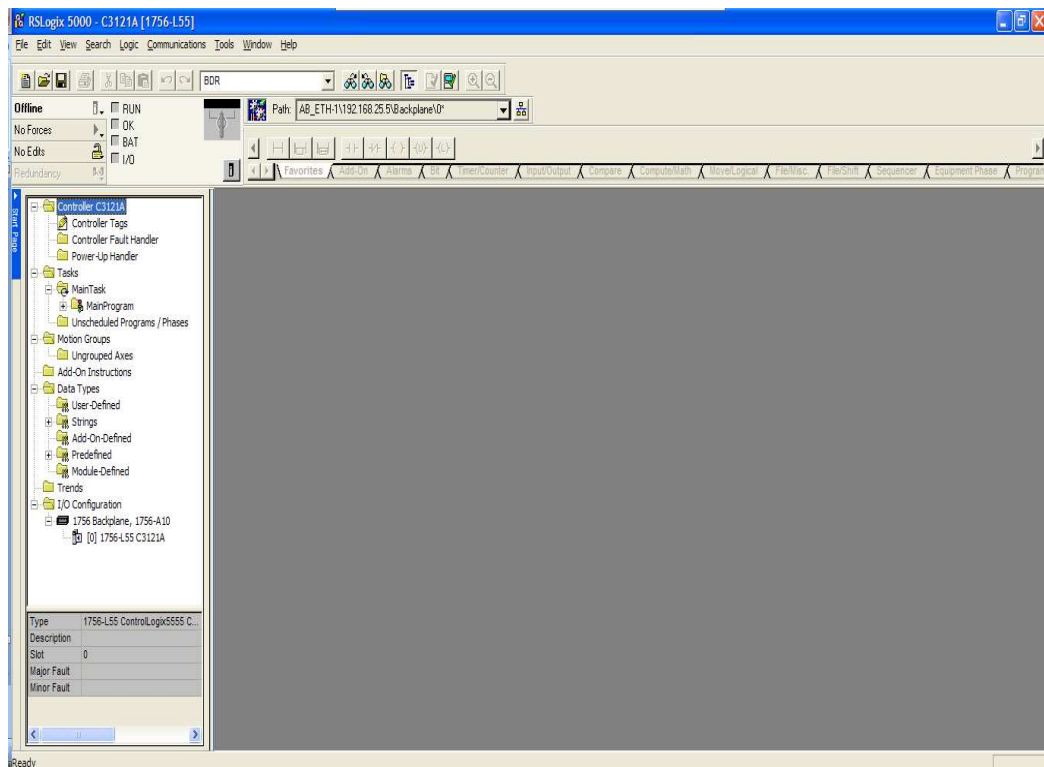 RSLogix 5000 - C3121A [1756-L55]
File Edit View Search Logic Communications Tools Window Help
BDR
Offline
RUN
No Forces
OK
No Edits
BAT
Redundancy
I/O
Path: AB_ETH-1\192.168.25.5\Backplane\0*
Favorites Add-On Alarms Bit Timer/Counter Input/Output Compare Compute/Math Move/Logical File/Misc. File/Shift Sequencer Equipment Phase Program
Start Page
Controller C3121A
Controller Tags
Controller Fault Handler
Power-Up Handler
Tasks
MainTask
MainProgram
Unscheduled Programs / Phases
Motion Groups
Ungrouped Axes
Add-On Instructions
Data Types
User-Defined
Strings
Add-On-Defined
Predefined
Module-Defined
Trends
I/O Configuration
1756 Backplane, 1756-A10
[0] 1756-L55 C3121A
Type 1756-L55 ControlLogix5555 C...
Description
Slot 0
Major Fault
Minor Fault
Ready